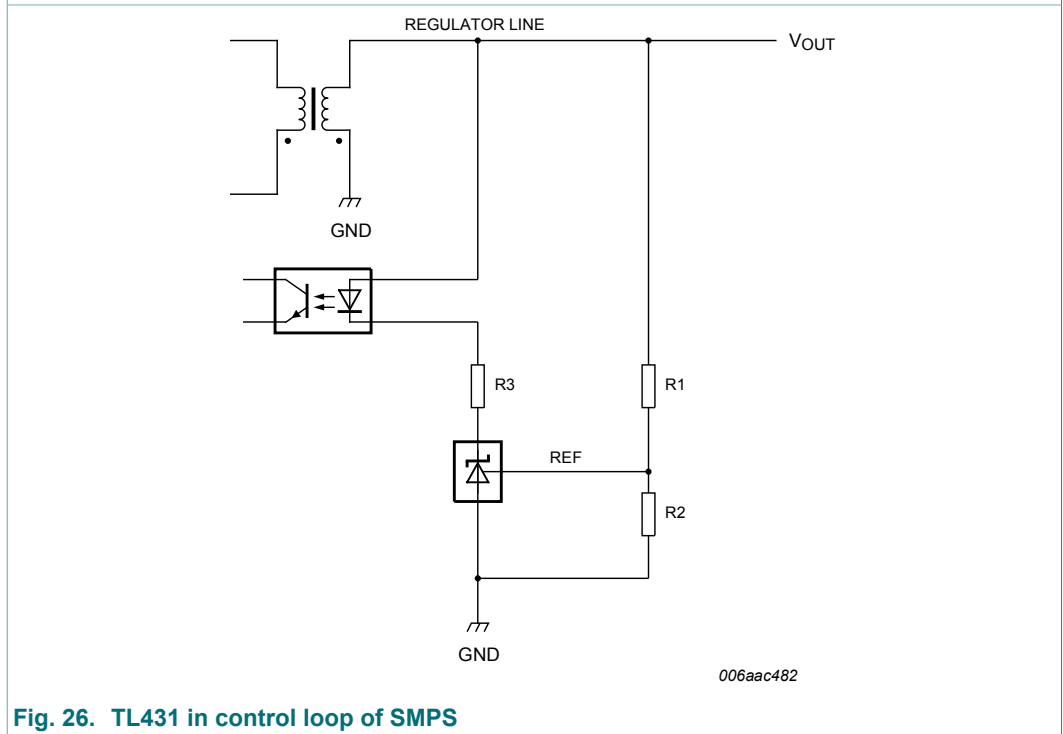 REGULATOR LINE
VOUT
GND
R3
R1
REF
R2
GND
006aac482
Fig. 26. TL431 in control loop of SMPS